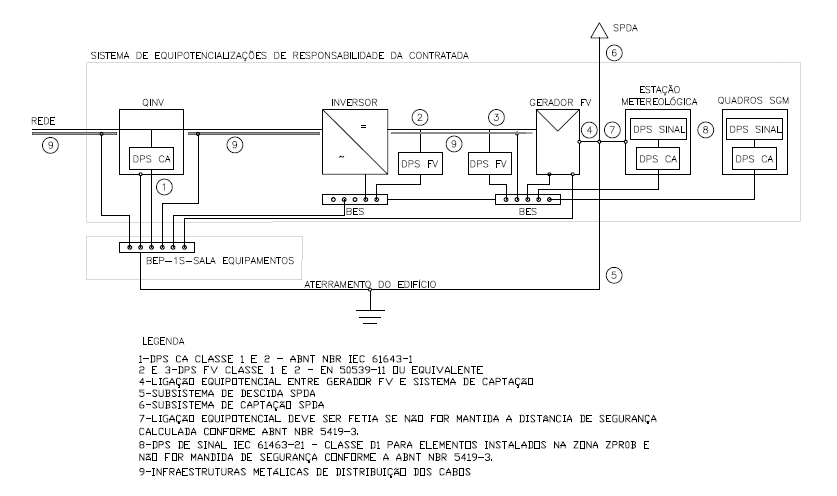 SPDA
6
SISTEMA DE EQUIPOTENCIALIZAÇÕES DE RESPONSABILIDADE DA CONTRATADA
QINV
INVERSOR
GERADOR FV
ESTAÇÃO
METEREOLÓGICA
QUADROS SGM
REDE
9
9
=
~
2
3
9
4
7
8
DPS CA
DPS FV
DPS FV
DPS SINAL
DPS CA
DPS SINAL
DPS CA
1
BES
BES
BEP-1S-SALA EQUIPAMENTOS
5
ATERRAMENTO DO EDIFÍCIO
LEGENDA
1-DPS CA CLASSE 1 E 2 - ABNT NBR IEC 61643-1
2 E 3-DPS FV CLASSE 1 E 2 - EN 50539-11 OU EQUIVALENTE
4-LIGAÇÃO EQUIPOTENCIAL ENTRE GERADOR FV E SISTEMA DE CAPTAÇÃO
5-SUBSISTEMA DE DESCIDA SPDA
6-SUBSISTEMA DE CAPTAÇÃO SPDA
7-LIGAÇÃO EQUIPOTENCIAL DEVE SER FETIA SE NÃO FOR MANTIDA A DISTÂNCIA DE SEGURANÇA
CALCULADA CONFORME ABNT NBR 5419-3.
8-DPS DE SINAL IEC 61463-21 - CLASSE D1 PARA ELEMENTOS INSTALADOS NA ZONA ZPR0B E
NÃO FOR MANDIDA DE SEGURANÇA CONFORME A ABNT NBR 5419-3.
9-INFRAESTRUTURAS METÁLICAS DE DISTRIBUIÇÃO DOS CABOS